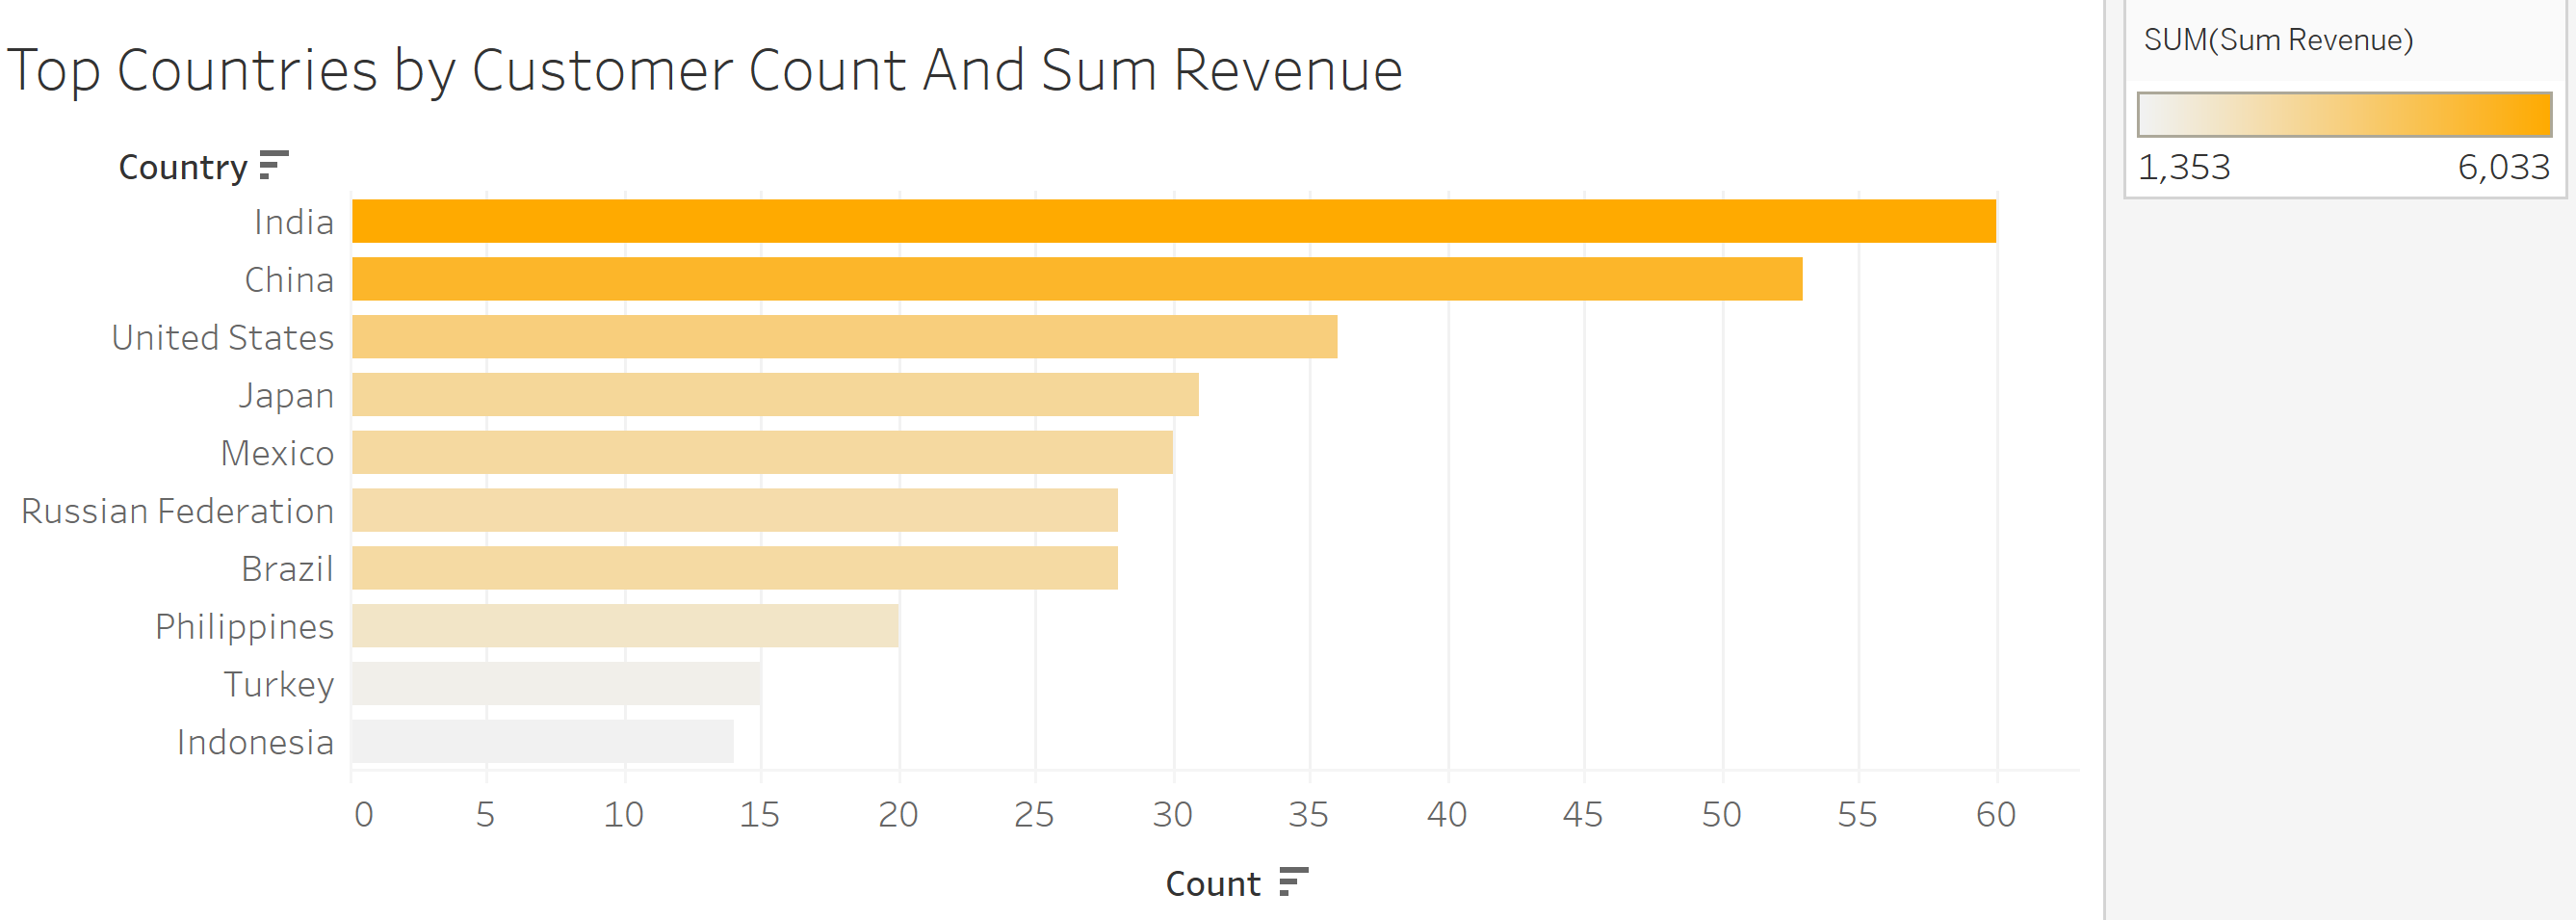 Top Countries by Customer Count And Sum Revenue
SUM(Sum Revenue)
1,353 6,033
Country
India
China
United States
Japan
Mexico
Russian Federation
Brazil
Philippines
Turkey
Indonesia
0 5 10 15 20 25 30 35 40 45 50 55 60
Count